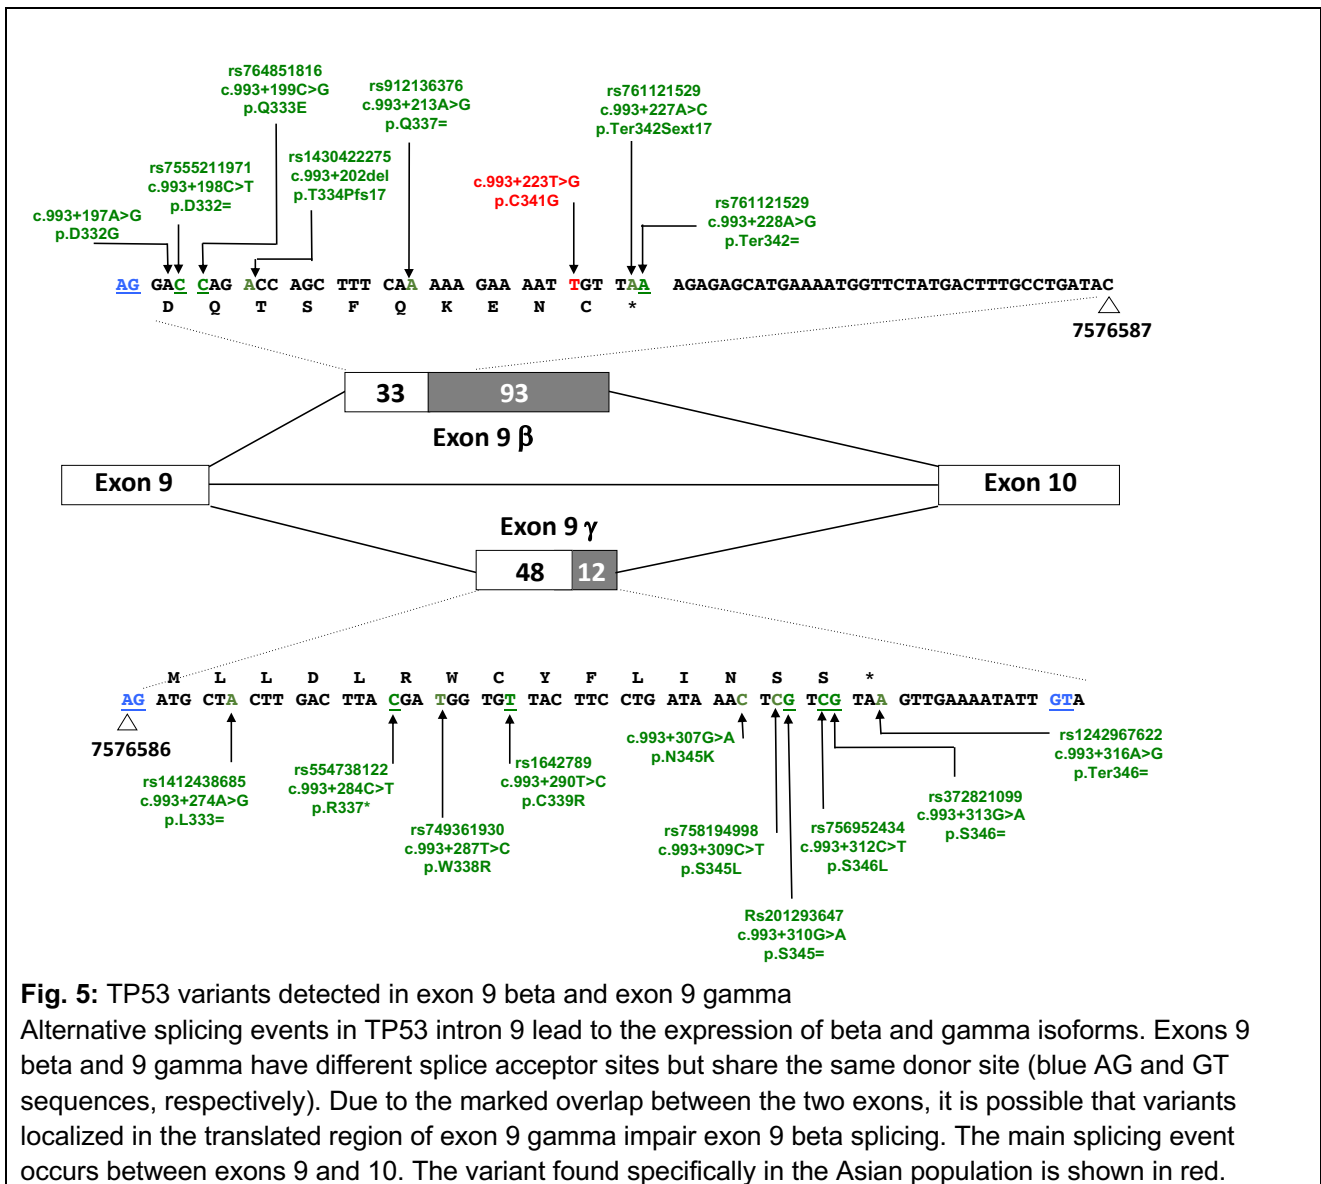 rs764851816
c.993+199C>G
p.Q333E
rs912136376
c.993+213A>G
p.Q337=
rs761121529
c.993+227A>C
p.Ter342Sext17
rs7555211971
c.993+198C>T
p.D332=
rs1430422275
c.993+202del
p.T334Pfs17
c.993+223T>G
p.C341G
c.993+197A>G
p.D332G
rs761121529
c.993+228A>G
p.Ter342=
AG GAC CAG ACC AGC TTT CAA AAA GAA AAT TGT TAA AGAGAGCATGAAAATGGTTCTATGACTTTGCCTGATAC
D Q T S F Q K E N C *
7576587
33 93
Exon 9 β
Exon 9
Exon 10
Exon 9 γ
48 12
M L L D L R W C Y F L I N S S *
AG ATG CTA CTT GAC TTA CGA TGG TGT TAC TTC CTG ATA AAC TCG TCG TAA GTTGAAAATATT GTA
7576586
rs1412438685
c.993+274A>G
p.L333=
rs554738122
c.993+284C>T
p.R337*
rs749361930
c.993+287T>C
p.W338R
rs1642789
c.993+290T>C
p.C339R
c.993+307G>A
p.N345K
rs758194998
c.993+309C>T
p.S345L
Rs201293647
c.993+310G>A
p.S345=
rs756952434
c.993+312C>T
p.S346L
rs372821099
c.993+313G>A
p.S346=
rs1242967622
c.993+316A>G
p.Ter346=
Fig. 5: TP53 variants detected in exon 9 beta and exon 9 gamma
Alternative splicing events in TP53 intron 9 lead to the expression of beta and gamma isoforms. Exons 9
beta and 9 gamma have different splice acceptor sites but share the same donor site (blue AG and GT
sequences, respectively). Due to the marked overlap between the two exons, it is possible that variants
localized in the translated region of exon 9 gamma impair exon 9 beta splicing. The main splicing event
occurs between exons 9 and 10. The variant found specifically in the Asian population is shown in red.